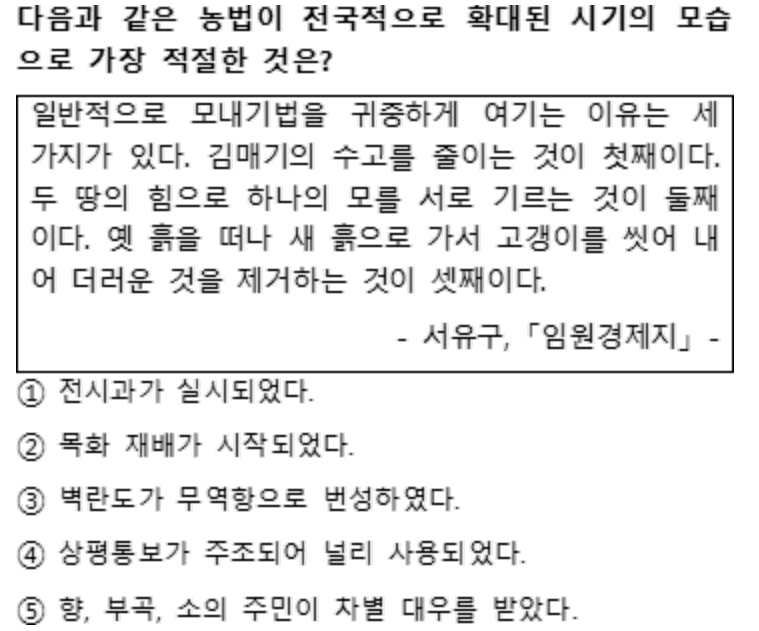 다음과 같은 농법이 전국적으로 확대된 시기의 모습
으로 가장 적절한 것은?
일반적으로 모내기법을 귀중하게 여기는 이유는 세
가지가 있다. 김매기의 수고를 줄이는 것이 첫째이다.
두 땅의 힘으로 하나의 모를 서로 기르는 것이 둘째
이다. 옛 흙을 떠나 새 흙으로 가서 고갱이를 씻어 내
어 더러운 것을 제거하는 것이 셋째이다.
- 서유구, 「임원경제지」 -
① 전시과가 실시되었다.
② 목화 재배가 시작되었다.
③ 벽란도가 무역항으로 번성하였다.
④ 상평통보가 주조되어 널리 사용되었다.
⑤ 향, 부곡, 소의 주민이 차별 대우를 받았다.